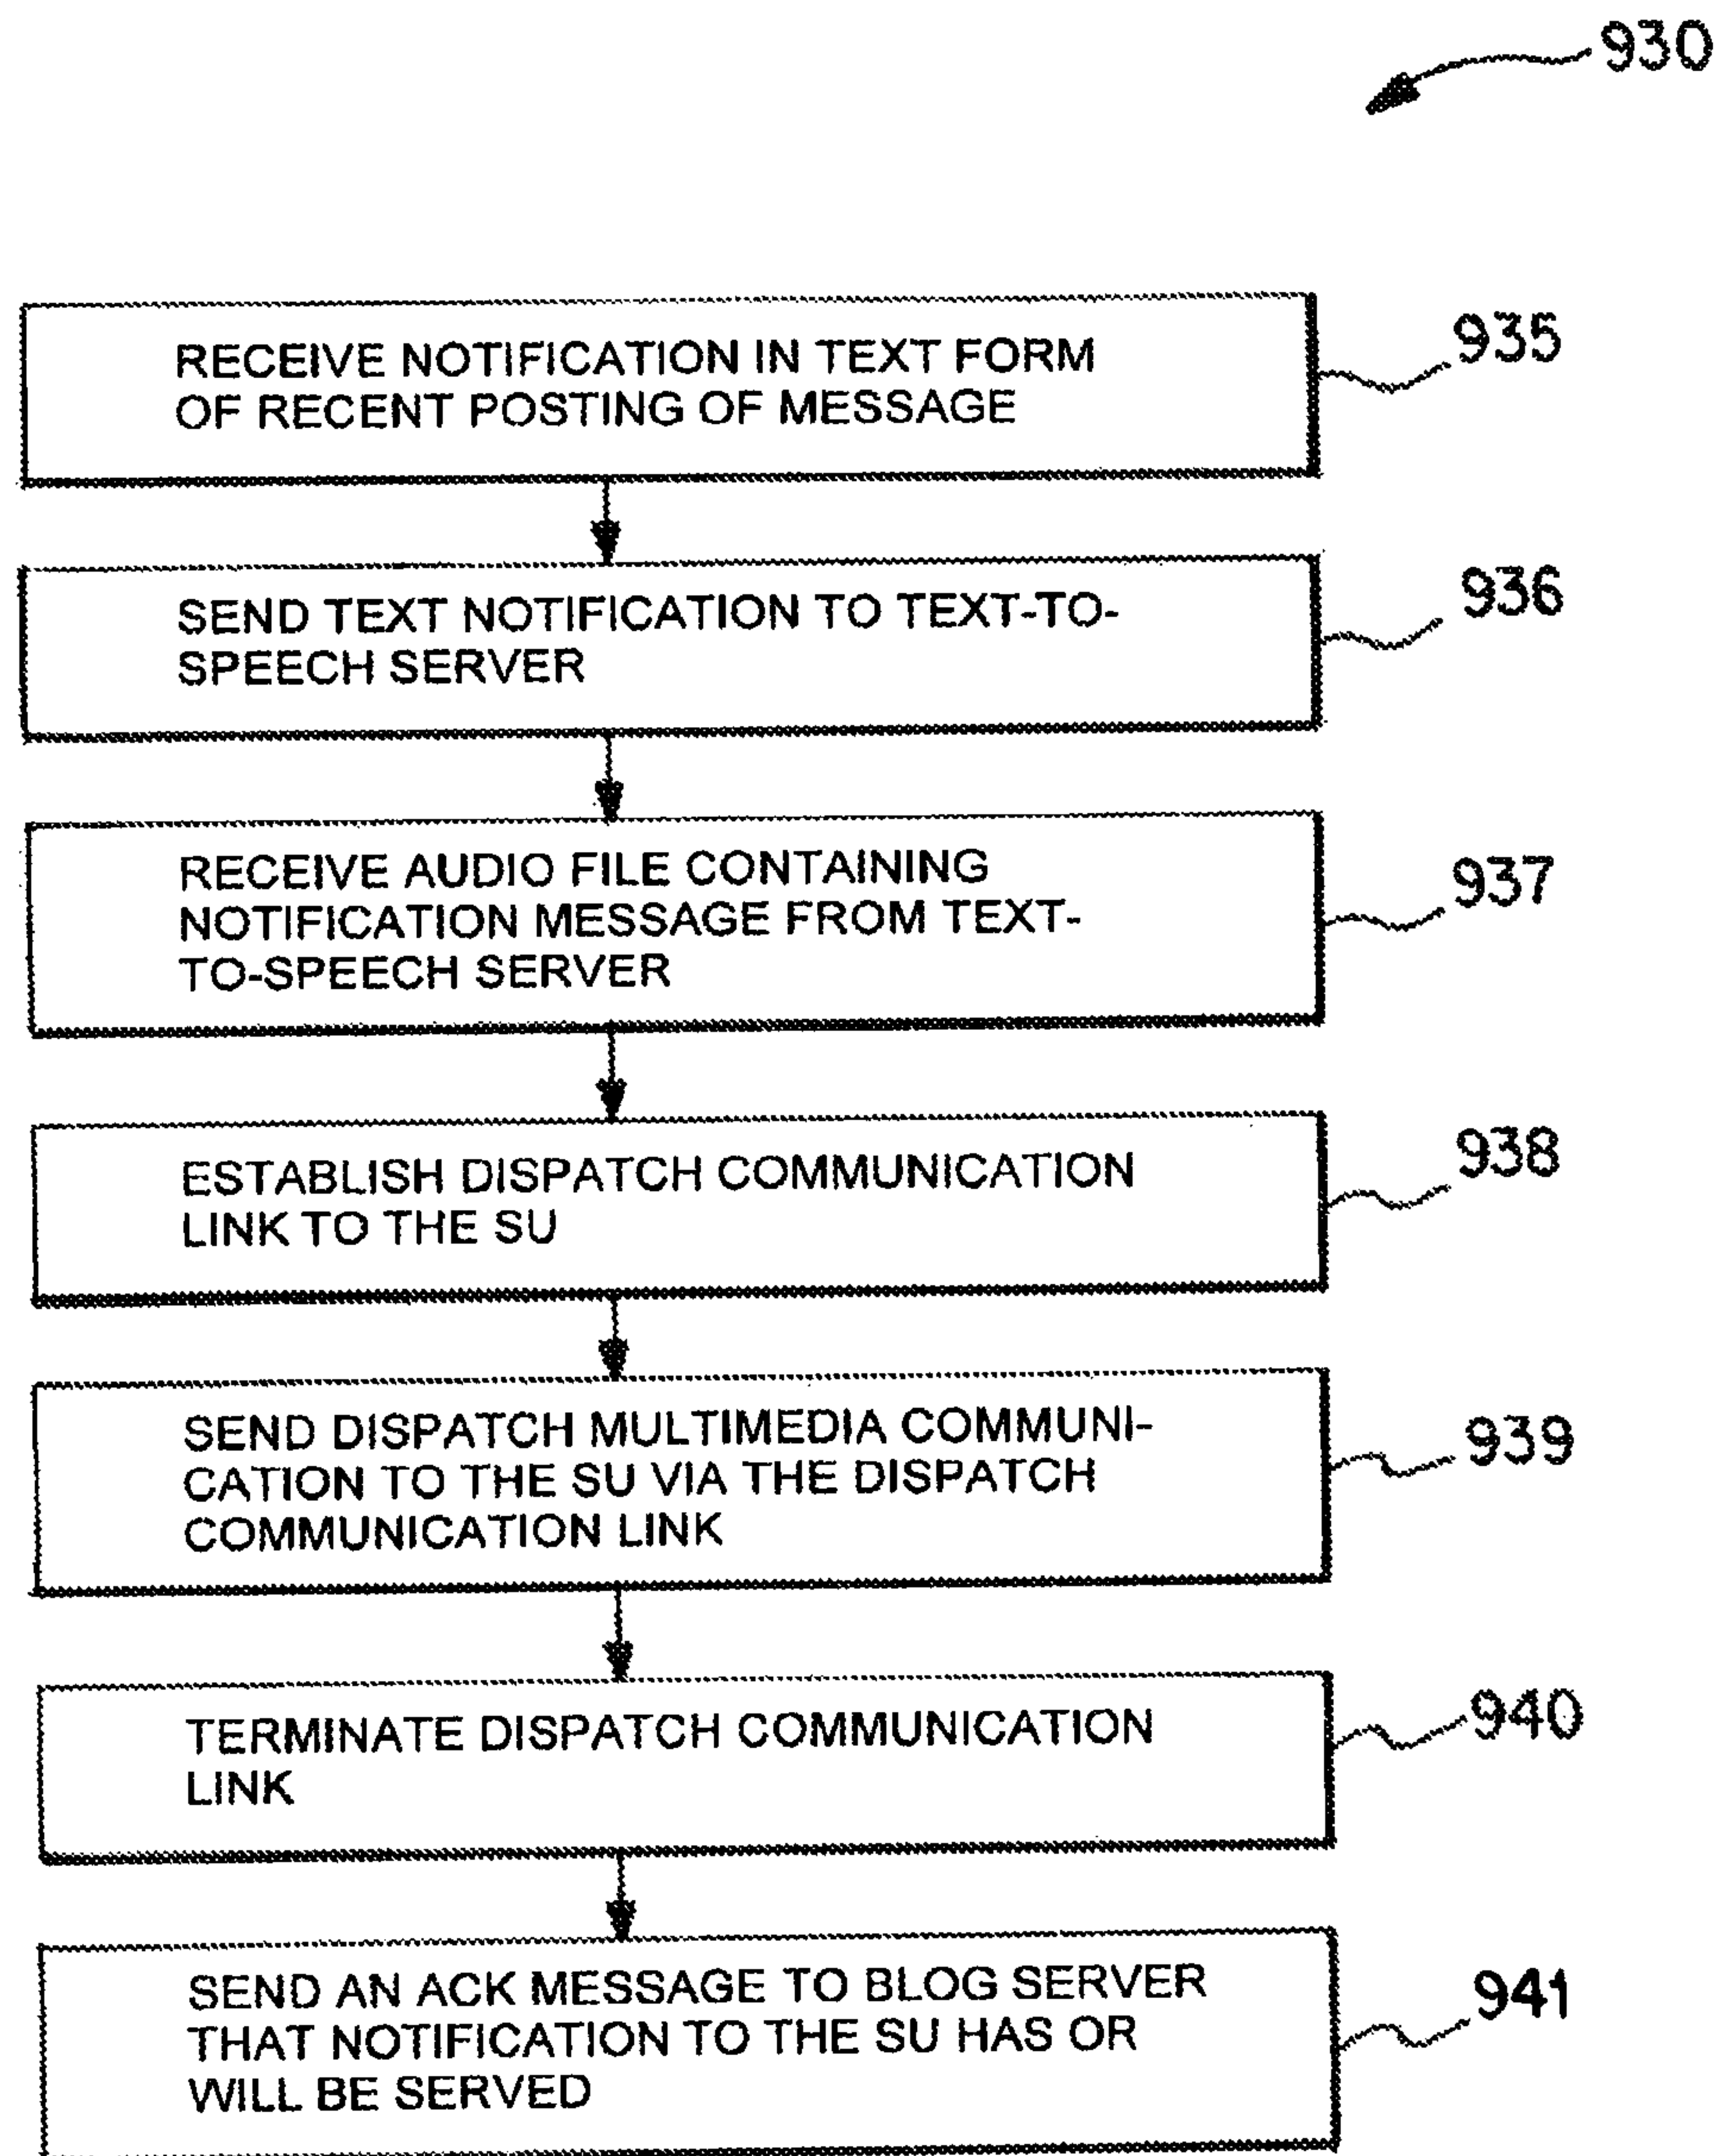 930
RECEIVE NOTIFICATION IN TEXT FORM
OF RECENT POSTING OF MESSAGE
935
SEND TEXT NOTIFICATION TO TEXT-TO-
SPEECH SERVER
936
RECEIVE AUDIO FILE CONTAINING
NOTIFICATION MESSAGE FROM TEXT-
TO-SPEECH SERVER
937
ESTABLISH DISPATCH COMMUNICATION
LINK TO THE SU
938
SEND DISPATCH MULTIMEDIA COMMUNI-
CATION TO THE SU VIA THE DISPATCH
COMMUNICATION LINK
939
TERMINATE DISPATCH COMMUNICATION
LINK
940
SEND AN ACK MESSAGE TO BLOG SERVER
THAT NOTIFICATION TO THE SU HAS OR
WILL BE SERVED
941